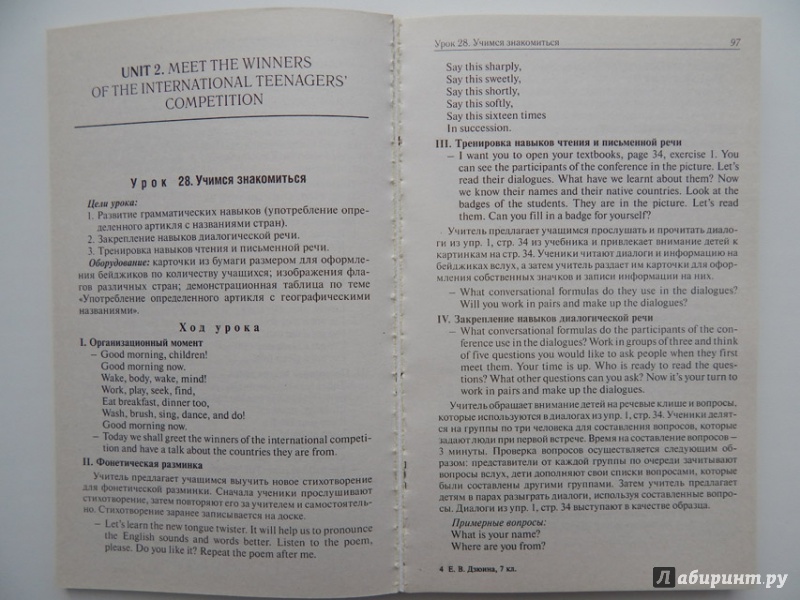 UNIT 2. MEET THE WINNERS
OF THE INTERNATIONAL TEENAGERS'
COMPETITION
Урок 28. Учимся знакомиться
Цели урока:
1. Развитие грамматических навыков (употребление опре-
деленного артикля с названиями стран).
2. Закрепление навыков диалогической речи.
3. Тренировка навыков чтения и письменной речи.
Оборудование: карточки из бумаги размером для оформле-
ния бейджиков по количеству учащихся; изображения фла-
гов различных стран; демонстрационная таблица по теме
«Употребление определенного артикля с географическими
названиями».
Ход урока
I. Организационный момент
– Good morning, children!
Good morning now.
Wake, body, wake, mind!
Work, play, seek, find,
Eat breakfast, dinner too,
Wash, brush, sing, dance, and do!
Good morning now.
– Today we shall greet the winners of the international competi-
tion and have a talk about the countries they are from.
II. Фонетическая разминка
Учитель предлагает учащимся выучить новое стихотворение
для фонетической разминки. Сначала ученики прослушивают
стихотворение, затем повторяют его за учителем и самостоятель-
но. Стихотворение заранее записывается на доске.
– Let's learn the new tongue twister. It will help us to pronounce
the English sounds and words better. Listen to the poem,
please. Do you like it? Repeat the poem after me.
Урок 28. Учимся знакомиться 97
Say this sharply,
Say this sweetly,
Say this shortly,
Say this softly,
Say this sixteen times
In succession.
III. Тренировка навыков чтения и письменной речи
– I want you to open your textbooks, page 34, exercise 1. You
can see the participants of the conference in the picture. Let's
read their dialogues. What have we learnt about them? Now
we know their names and their native countries. Look at the
badges of the students. They are in the picture. Let's read
them. Can you fill in a badge for yourself?
Учитель предлагает учащимся прослушать и прочитать диало-
ги из упр. 1, стр. 34 из учебника и привлекает внимание детей к
картинкам на стр. 34. Ученики читают диалоги и информацию на
бейджиках вслух, а затем учитель раздает им карточки для офор-
мления собственных значков и записи информации на них.
– What conversational formulas do they use in the dialogues?
Will you work in pairs and make up the dialogues?
IV. Закрепление навыков диалогической речи
– What conversational formulas do the participants of the con-
ference use in the dialogues? Work in groups of three and think
of five questions you would like to ask people when they first
meet them. Your time is up. Who is ready to read the ques-
tions? What other questions can you ask? Now it's your turn to
work in pairs and make up the dialogues.
Учитель обращает внимание детей на речевые клише и вопросы,
которые используются в диалогах из упр. 1, стр. 34. Ученики делят-
ся на группы по три человека для составления вопросов, которые
задают люди при первой встрече. Время на составление вопросов –
3 минуты. Проверка вопросов осуществляется следующим обра-
зом: представители от каждой группы по очереди зачитывают
вопросы вслух, дети дополняют свои списки вопросами, которые
были составлены другими группами. Затем учитель предлагает
детям в парах разыграть диалоги, используя составленные вопро-
сы. Диалоги из упр. 1, стр. 34 выступают в качестве образца.
Примерные вопросы:
What is your name?
Where are you from?
4 Е. В. Дзюина, 7 кл.
Лабиринт.ру